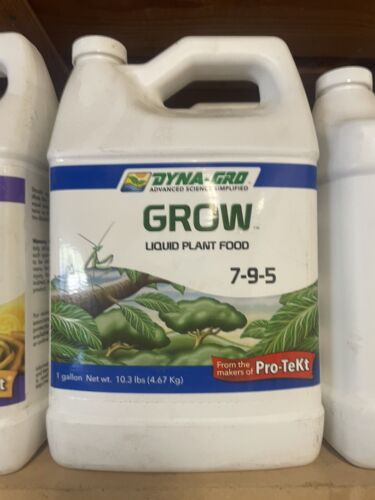 DYNA-GRO
ADVANCED SCIENCE SIMPLIFIED
GROW™
LIQUID PLANT FOOD
7-9-5
From the
makers of Pro-TeKt
1 gallon Net wt. 10.3 lbs (4.67 Kg)